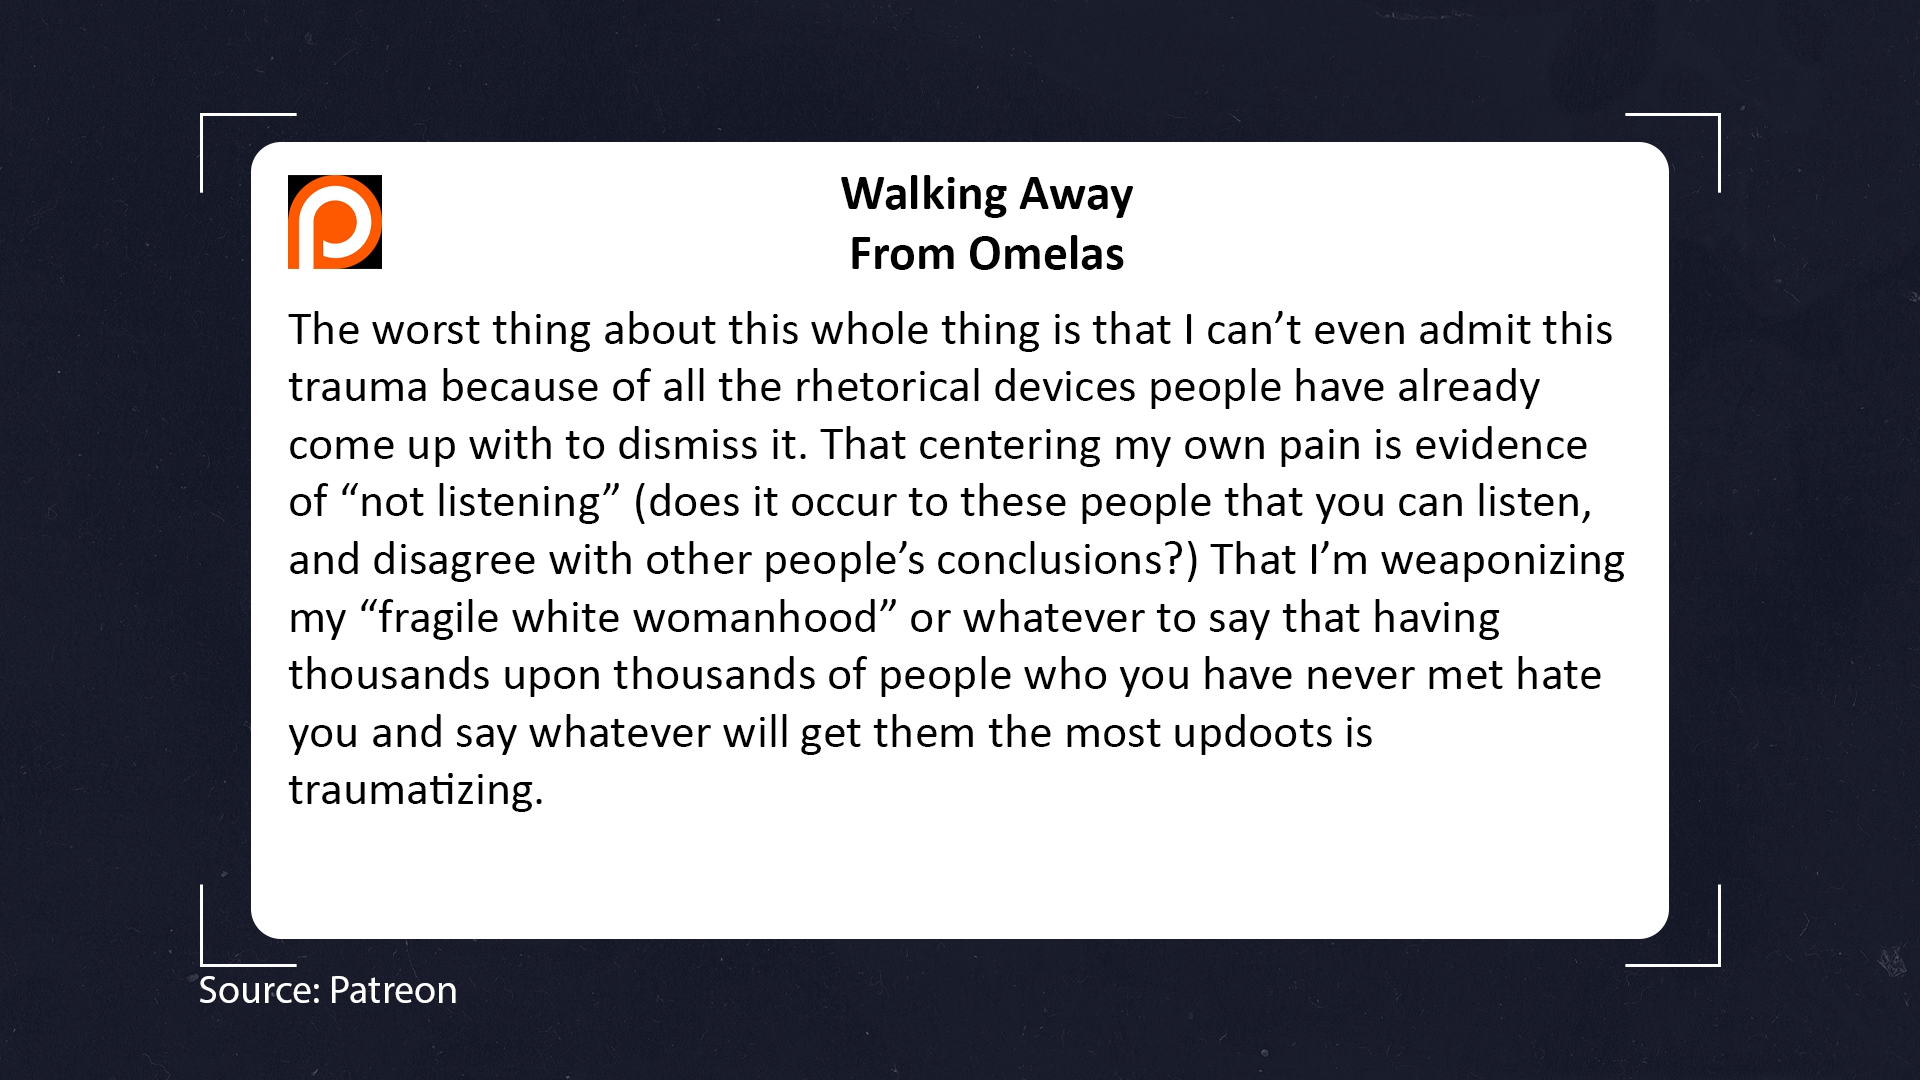 Walking Away
From Omelas
The worst thing about this whole thing is that I can’t even admit this
trauma because of all the rhetorical devices people have already
come up with to dismiss it. That centering my own pain is evidence
of “not listening” (does it occur to these people that you can listen,
and disagree with other people’s conclusions?) That I’m weaponizing
my “fragile white womanhood” or whatever to say that having
thousands upon thousands of people who you have never met hate
you and say whatever will get them the most updoots is
traumatizing.
Source: Patreon